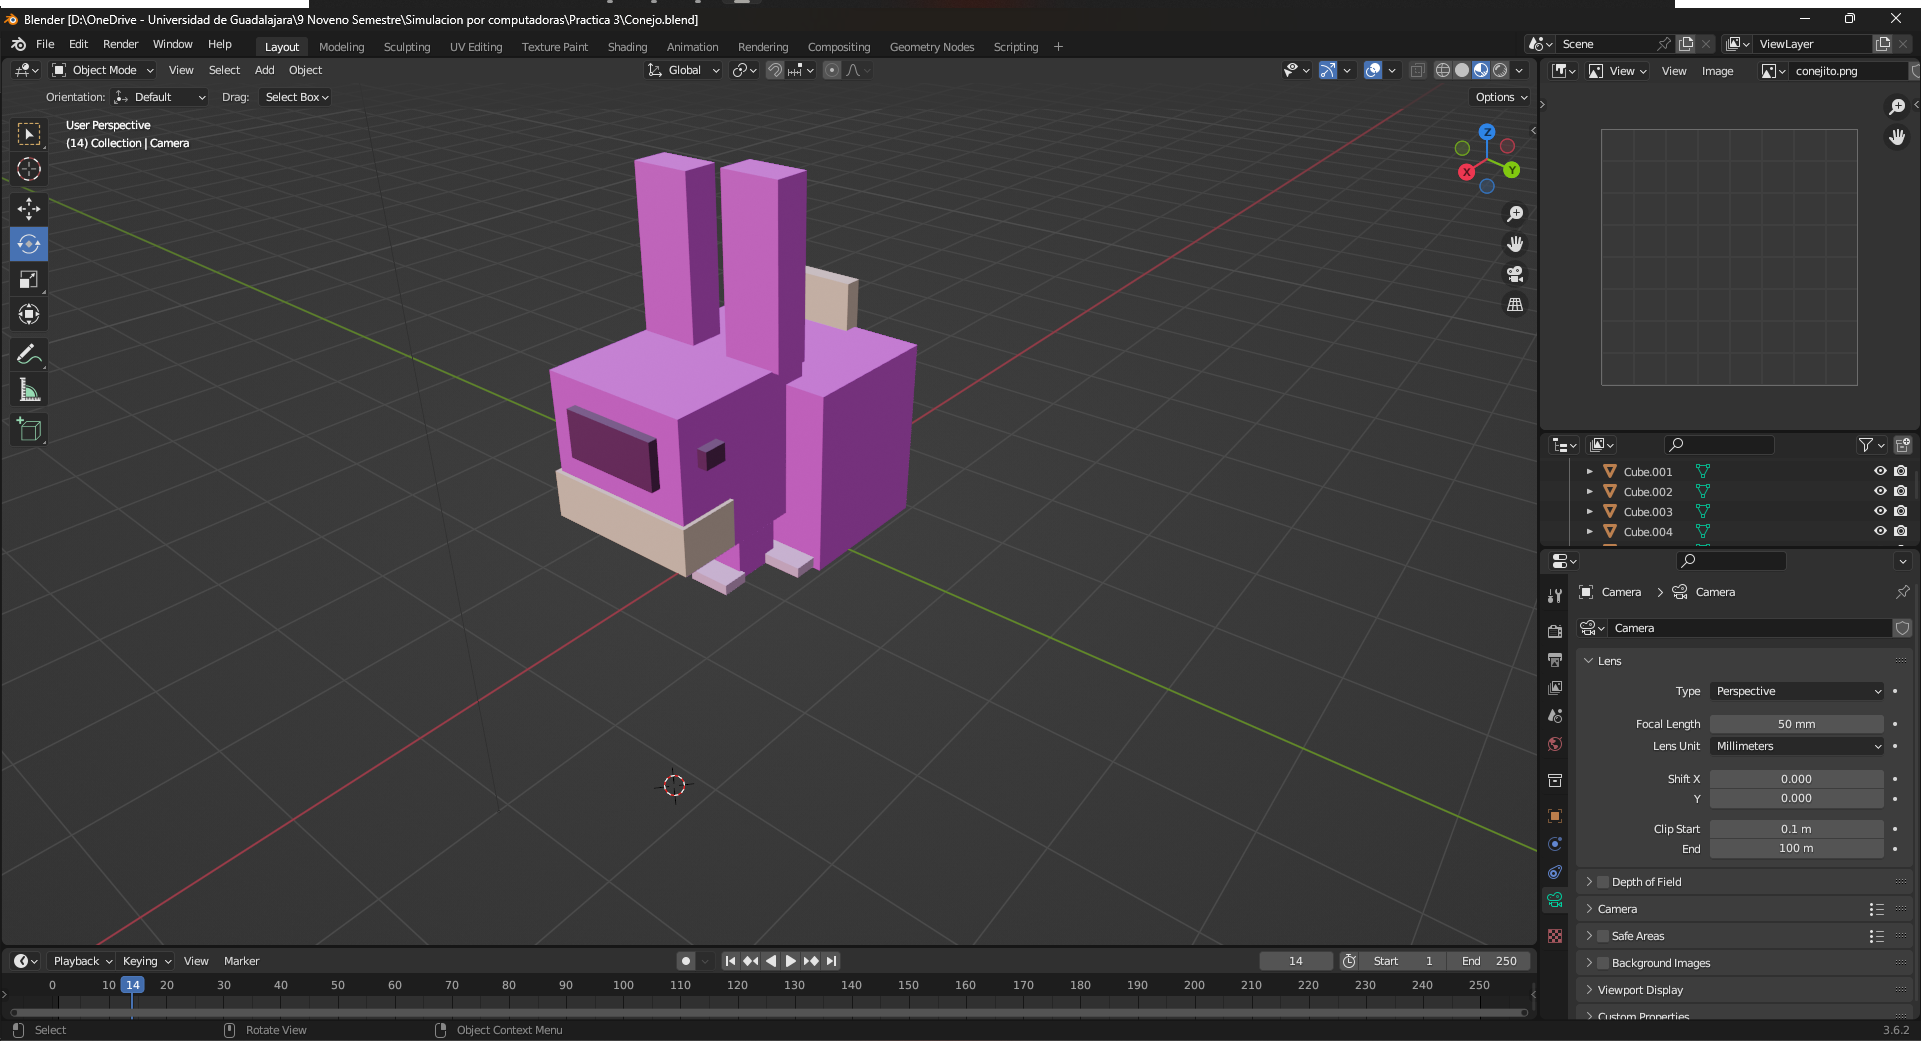 Blender [D:\OneDrive - Universidad de Guadalajara\9 Noveno Semestre\Simulacion por computadoras\Practica 3\Conejo.blend]
File Edit Render Window Help Layout Modeling Sculpting UV Editing Texture Paint Shading Animation Rendering Compositing Geometry Nodes Scripting + Scene ViewLayer
Object Mode View Select Add Object Global View View Image conejito.png
Orientation: Default Drag: Select Box Options
User Perspective
(14) Collection | Camera
Z
Y
X
Cube.001
Cube.002
Cube.003
Cube.004
Camera > Camera
Camera
Lens
Type Perspective
Focal Length 50 mm
Lens Unit Millimeters
Shift X 0.000
Y 0.000
Clip Start 0.1 m
End 100 m
Depth of Field
Camera
Safe Areas
Background Images
Viewport Display
Custom Properties
Playback Keying View Marker 14 Start 1 End 250
0 10 14 20 30 40 50 60 70 80 90 100 110 120 130 140 150 160 170 180 190 200 210 220 230 240 250
Select Rotate View Object Context Menu 3.6.2